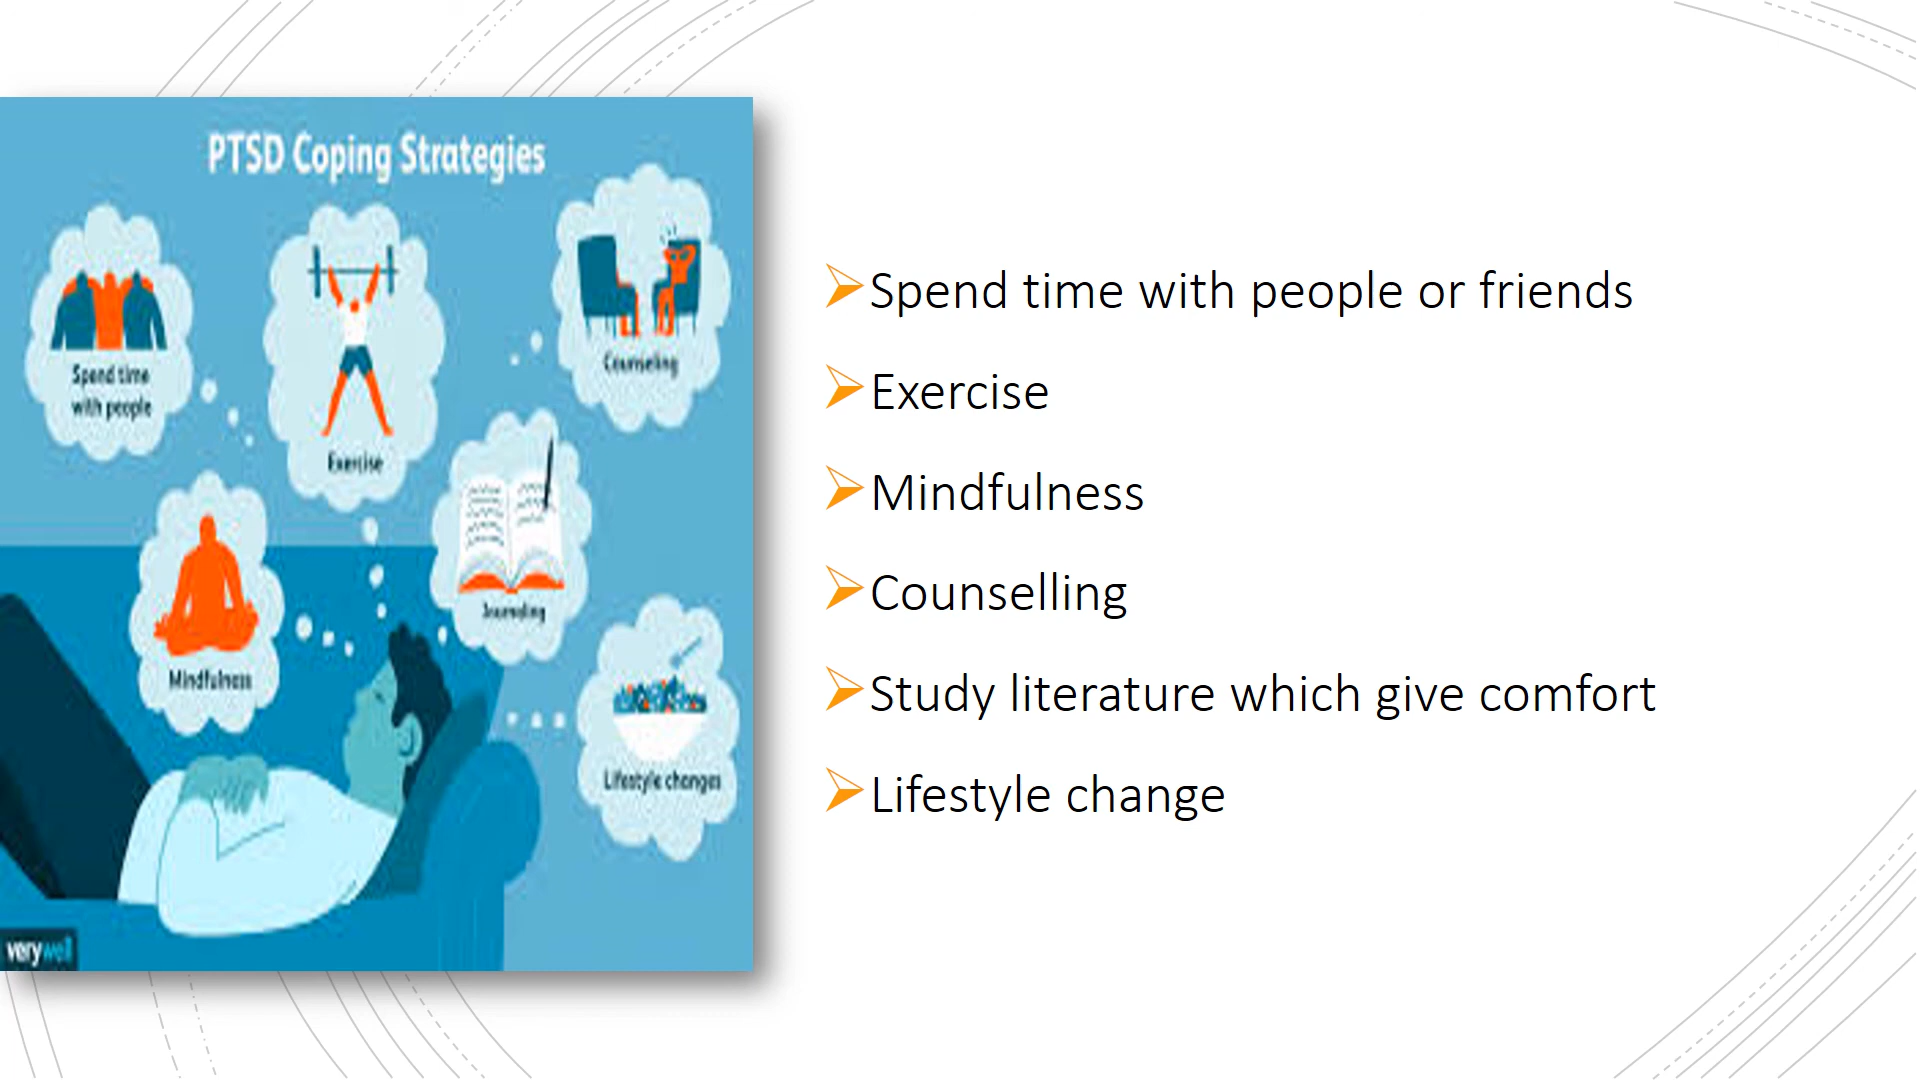 PTSD Coping Strategies
Spend time
with people
Exercise
Counseling
Journaling
Mindfulness
Lifestyle changes
verywell
Spend time with people or friends
Exercise
Mindfulness
Counselling
Study literature which give comfort
Lifestyle change